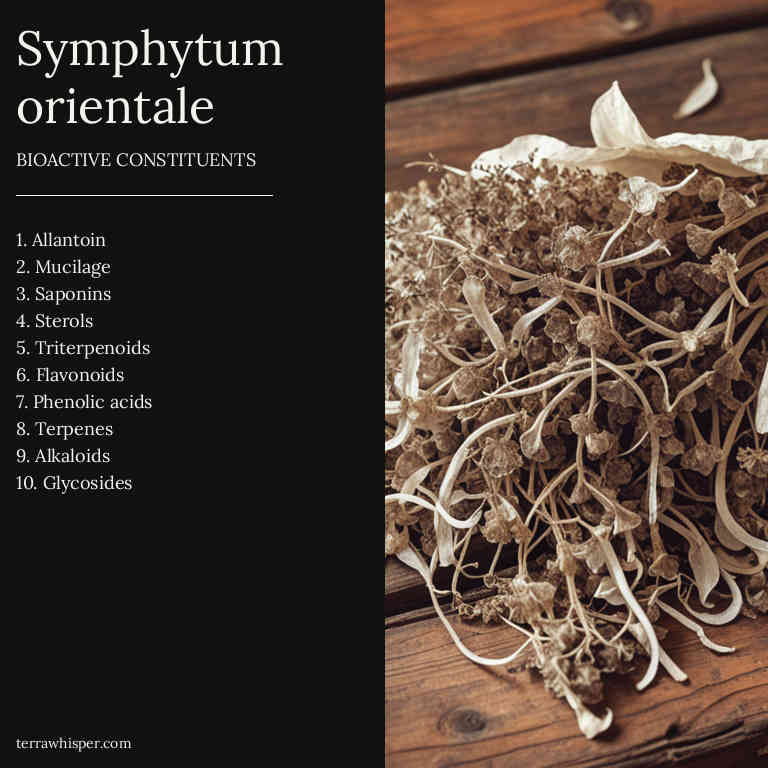 Symphytum
orientale
BIOACTIVE CONSTITUENTS
1. Allantoin
2. Mucilage
3. Saponins
4. Sterols
5. Triterpenoids
6. Flavonoids
7. Phenolic acids
8. Terpenes
9. Alkaloids
10. Glycosides
terrawhisper.com